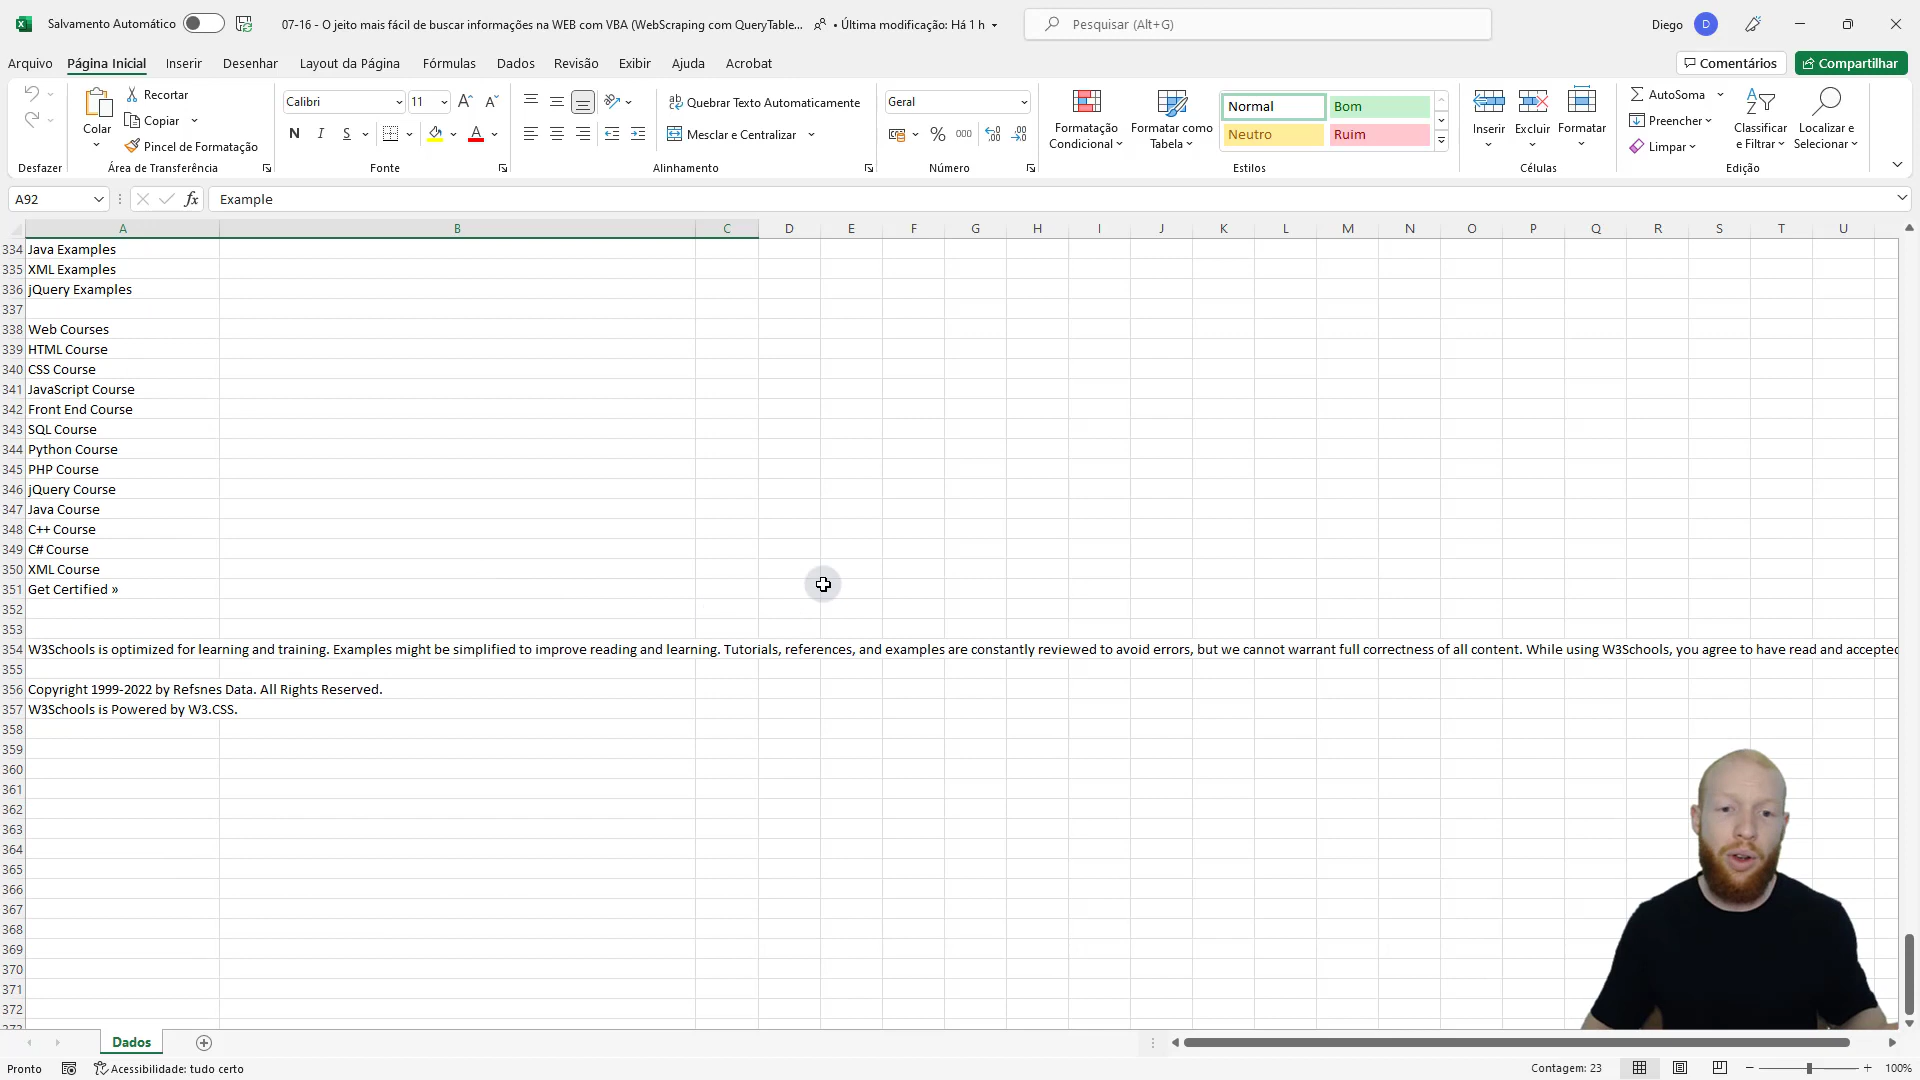 Salvamento Automático
07-16 - O jeito mais fácil de buscar informações na WEB com VBA (WebScraping com QueryTable...
• Última modificação: Há 1 h
Pesquisar (Alt+G)
Diego
D
Arquivo
Página Inicial
Inserir
Desenhar
Layout da Página
Fórmulas
Dados
Revisão
Exibir
Ajuda
Acrobat
Comentários
Compartilhar
Recortar
Copiar
Pincel de Formatação
Colar
Calibri
11
N
I
S
Quebrar Texto Automaticamente
Mesclar e Centralizar
Geral
%
000
Formatação
Condicional
Formatar como
Tabela
Normal
Bom
Neutro
Ruim
Inserir
Excluir
Formatar
AutoSoma
Preencher
Limpar
Classificar
e Filtrar
Localizar e
Selecionar
Desfazer
Área de Transferência
Fonte
Alinhamento
Número
Estilos
Células
Edição
A92
fx
Example
A B C D E F G H I J K L M N O P Q R S T U
334 Java Examples
335 XML Examples
336 jQuery Examples
337
338 Web Courses
339 HTML Course
340 CSS Course
341 JavaScript Course
342 Front End Course
343 SQL Course
344 Python Course
345 PHP Course
346 jQuery Course
347 Java Course
348 C++ Course
349 C# Course
350 XML Course
351 Get Certified »
352
353
354 W3Schools is optimized for learning and training. Examples might be simplified to improve reading and learning. Tutorials, references, and examples are constantly reviewed to avoid errors, but we cannot warrant full correctness of all content. While using W3Schools, you agree to have read and accepted
355
356 Copyright 1999-2022 by Refsnes Data. All Rights Reserved.
357 W3Schools is Powered by W3.CSS.
358
359
360
361
362
363
364
365
366
367
368
369
370
371
372
373
Dados
Pronto
Acessibilidade: tudo certo
Contagem: 23
100%